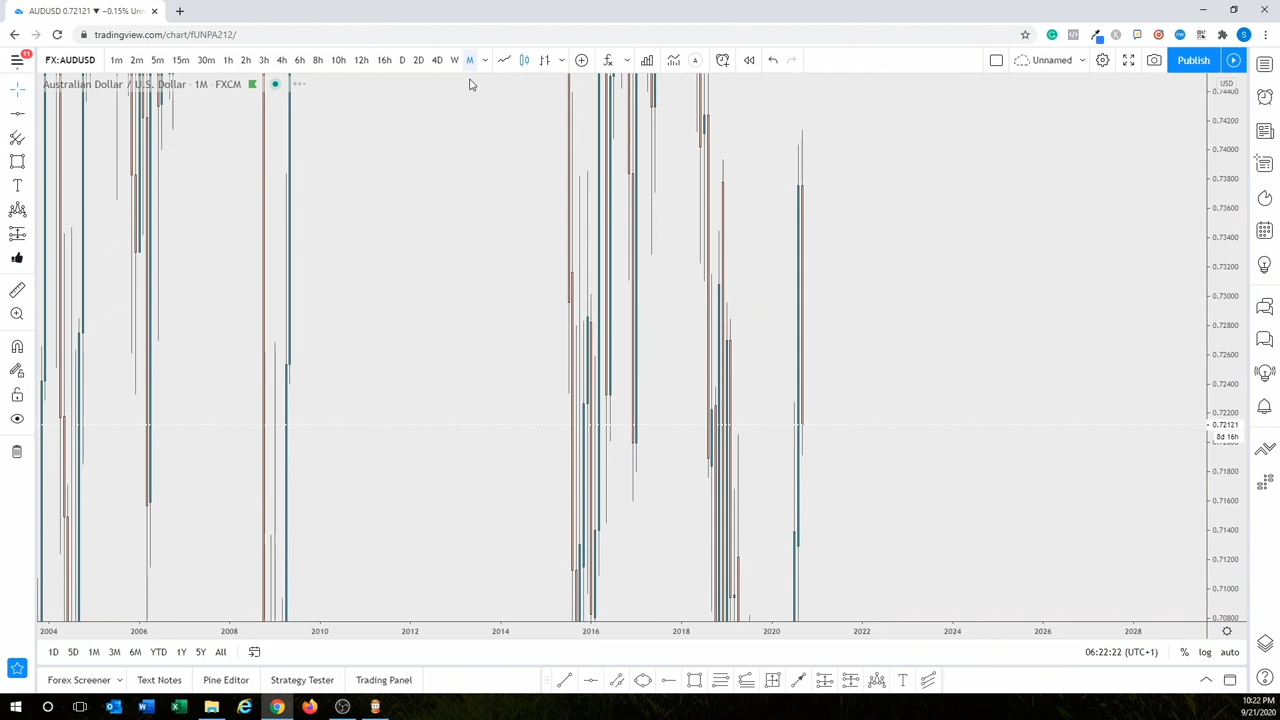 AUDUSD 0.72121 ▼ −0.15% Unn
tradingview.com/chart/fUNPA212/
11
FX:AUDUSD 1m 2m 5m 15m 30m 1h 2h 3h 4h 6h 8h 10h 12h 16h D 2D 4D W M Unnamed Publish
Australian Dollar / U.S. Dollar · 1M · FXCM
USD
0.74400
0.74200
0.74000
0.73800
0.73600
0.73400
0.73200
0.73000
0.72800
0.72600
0.72400
0.72200
0.72121
8d 16h
0.71800
0.71600
0.71400
0.71200
0.71000
0.70800
2004 2006 2008 2010 2012 2014 2016 2018 2020 2022 2024 2026 2028
1D 5D 1M 3M 6M YTD 1Y 5Y All 06:22:22 (UTC+1) % log auto
Forex Screener Text Notes Pine Editor Strategy Tester Trading Panel
10:22 PM
9/21/2020